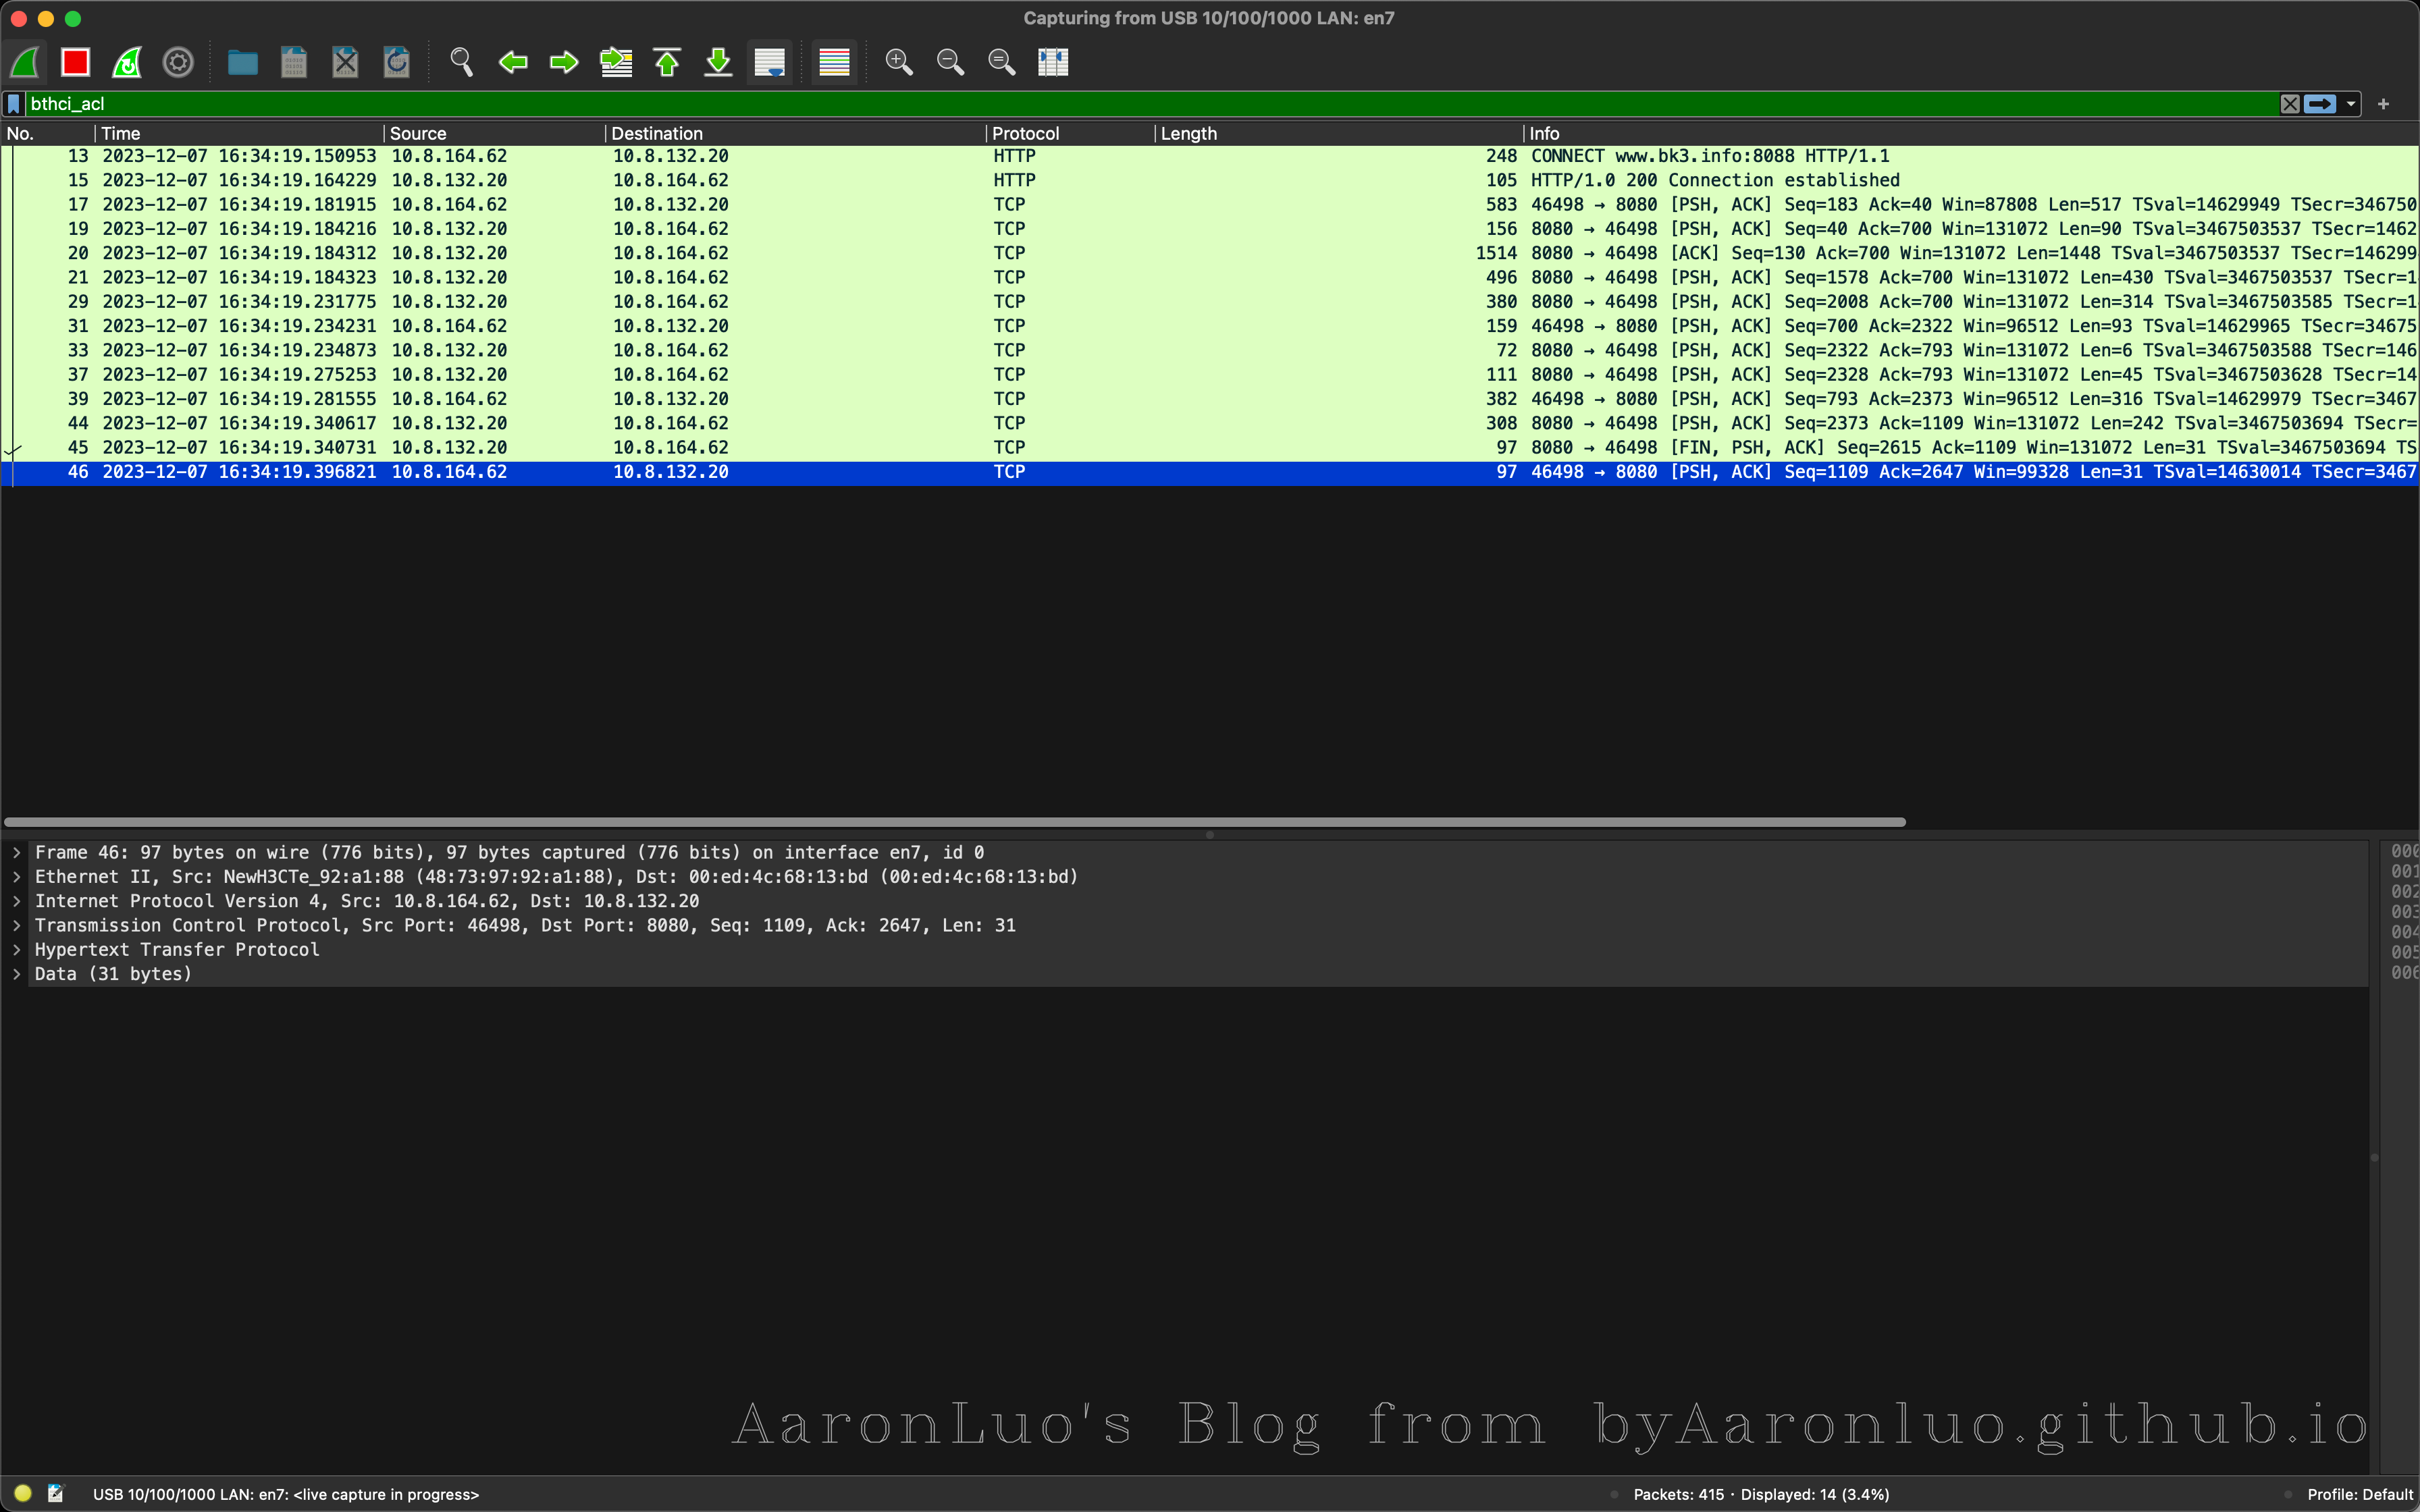 Capturing from USB 10/100/1000 LAN: en7
bthci_acl
No. Time Source Destination Protocol Length Info
13 2023-12-07 16:34:19.150953 10.8.164.62 10.8.132.20 HTTP 248 CONNECT www.bk3.info:8088 HTTP/1.1
15 2023-12-07 16:34:19.164229 10.8.132.20 10.8.164.62 HTTP 105 HTTP/1.0 200 Connection established
17 2023-12-07 16:34:19.181915 10.8.164.62 10.8.132.20 TCP 583 46498 → 8080 [PSH, ACK] Seq=183 Ack=40 Win=87808 Len=517 TSval=14629949 TSecr=346750
19 2023-12-07 16:34:19.184216 10.8.132.20 10.8.164.62 TCP 156 8080 → 46498 [PSH, ACK] Seq=40 Ack=700 Win=131072 Len=90 TSval=3467503537 TSecr=1462
20 2023-12-07 16:34:19.184312 10.8.132.20 10.8.164.62 TCP 1514 8080 → 46498 [ACK] Seq=130 Ack=700 Win=131072 Len=1448 TSval=3467503537 TSecr=146299
21 2023-12-07 16:34:19.184323 10.8.132.20 10.8.164.62 TCP 496 8080 → 46498 [PSH, ACK] Seq=1578 Ack=700 Win=131072 Len=430 TSval=3467503537 TSecr=1
29 2023-12-07 16:34:19.231775 10.8.132.20 10.8.164.62 TCP 380 8080 → 46498 [PSH, ACK] Seq=2008 Ack=700 Win=131072 Len=314 TSval=3467503585 TSecr=1
31 2023-12-07 16:34:19.234231 10.8.164.62 10.8.132.20 TCP 159 46498 → 8080 [PSH, ACK] Seq=700 Ack=2322 Win=96512 Len=93 TSval=14629965 TSecr=34675
33 2023-12-07 16:34:19.234873 10.8.132.20 10.8.164.62 TCP 72 8080 → 46498 [PSH, ACK] Seq=2322 Ack=793 Win=131072 Len=6 TSval=3467503588 TSecr=146
37 2023-12-07 16:34:19.275253 10.8.132.20 10.8.164.62 TCP 111 8080 → 46498 [PSH, ACK] Seq=2328 Ack=793 Win=131072 Len=45 TSval=3467503628 TSecr=14
39 2023-12-07 16:34:19.281555 10.8.164.62 10.8.132.20 TCP 382 46498 → 8080 [PSH, ACK] Seq=793 Ack=2373 Win=96512 Len=316 TSval=14629979 TSecr=3467
44 2023-12-07 16:34:19.340617 10.8.132.20 10.8.164.62 TCP 308 8080 → 46498 [PSH, ACK] Seq=2373 Ack=1109 Win=131072 Len=242 TSval=3467503694 TSecr=
45 2023-12-07 16:34:19.340731 10.8.132.20 10.8.164.62 TCP 97 8080 → 46498 [FIN, PSH, ACK] Seq=2615 Ack=1109 Win=131072 Len=31 TSval=3467503694 TS
46 2023-12-07 16:34:19.396821 10.8.164.62 10.8.132.20 TCP 97 46498 → 8080 [PSH, ACK] Seq=1109 Ack=2647 Win=99328 Len=31 TSval=14630014 TSecr=3467
Frame 46: 97 bytes on wire (776 bits), 97 bytes captured (776 bits) on interface en7, id 0
Ethernet II, Src: NewH3CTe_92:a1:88 (48:73:97:92:a1:88), Dst: 00:ed:4c:68:13:bd (00:ed:4c:68:13:bd)
Internet Protocol Version 4, Src: 10.8.164.62, Dst: 10.8.132.20
Transmission Control Protocol, Src Port: 46498, Dst Port: 8080, Seq: 1109, Ack: 2647, Len: 31
Hypertext Transfer Protocol
Data (31 bytes)
AaronLuo's Blog from byAaronluo.github.io
USB 10/100/1000 LAN: en7: <live capture in progress> Packets: 415 · Displayed: 14 (3.4%) Profile: Default